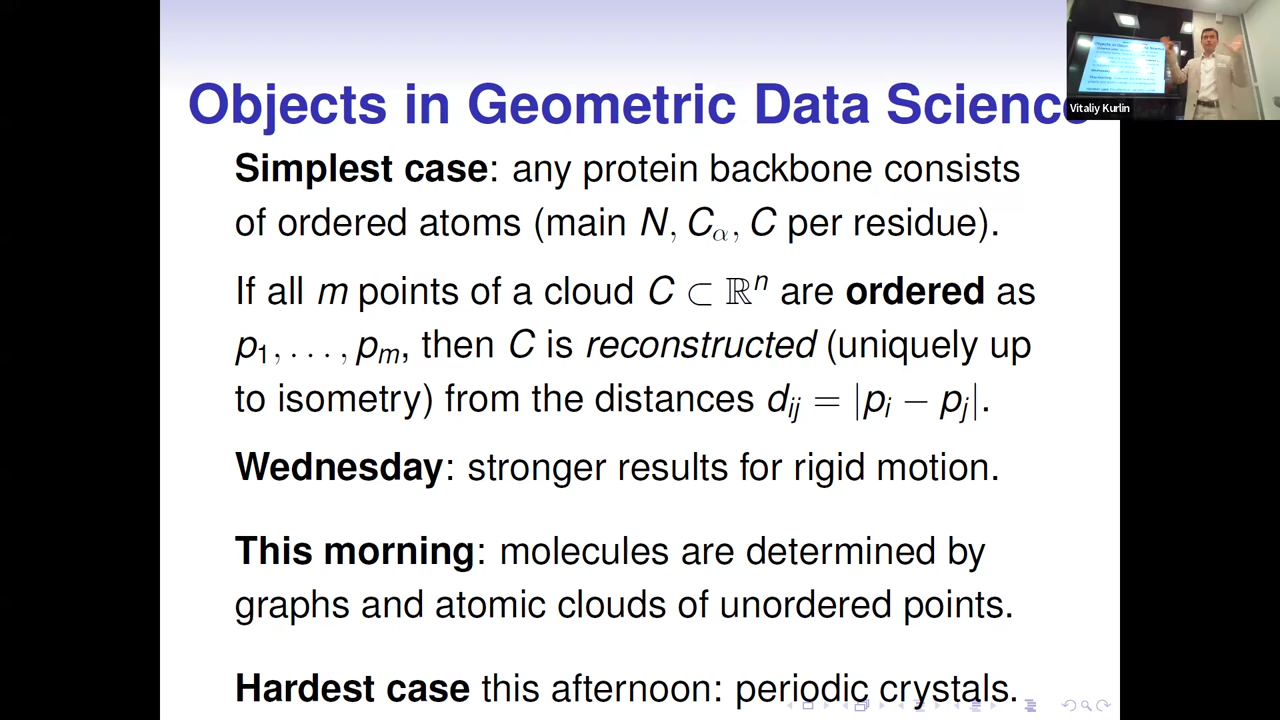 Objects in Geometric Data Science
Vitaliy Kurlin
Simplest case: any protein backbone consists
of ordered atoms (main N, Cα, C per residue).
If all m points of a cloud C ⊂ ℝⁿ are ordered as
p₁, . . . , pₘ, then C is reconstructed (uniquely up
to isometry) from the distances dᵢⱼ = |pᵢ − pⱼ|.
Wednesday: stronger results for rigid motion.
This morning: molecules are determined by
graphs and atomic clouds of unordered points.
Hardest case this afternoon: periodic crystals.